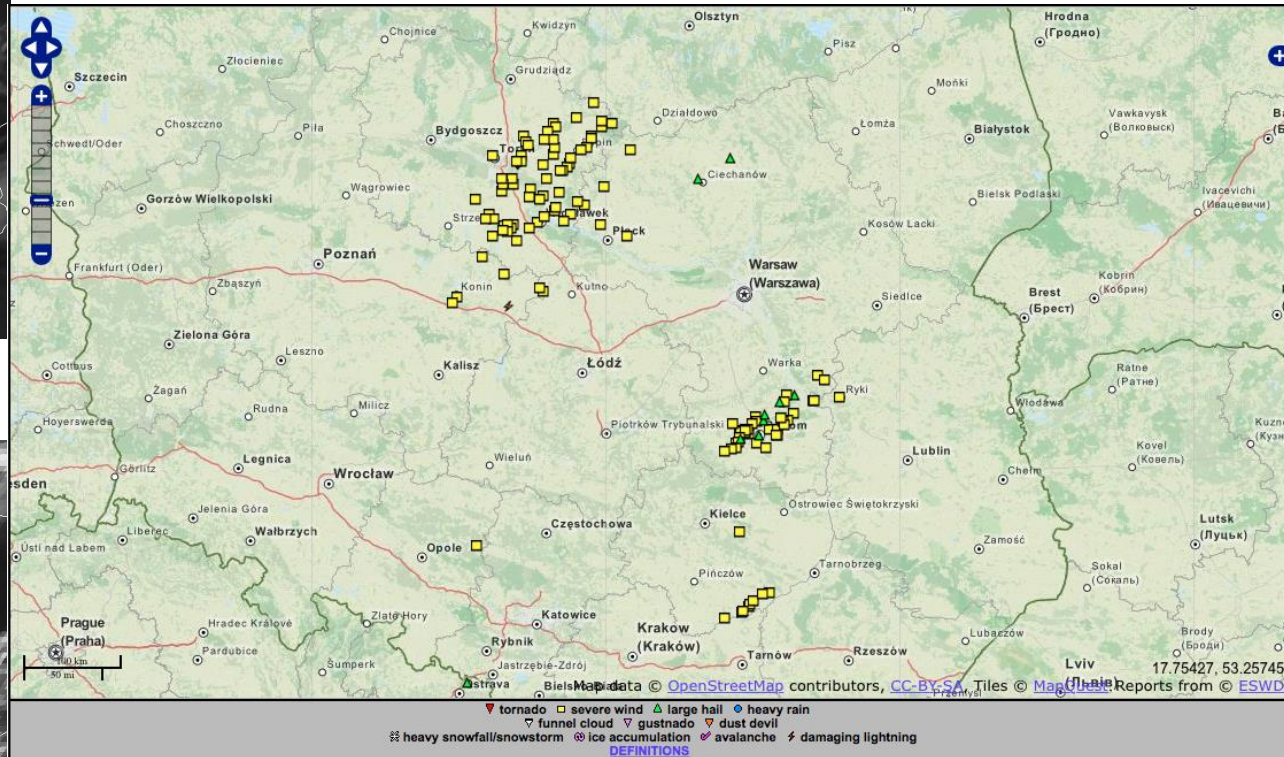 Chojnice
Kwidzyn
Olsztyn
Hrodna
(Гродно)
Pisz
Złocieniec
Szczecin
Grudziądz
Mońki
Choszczno
Piła
Działdowo
Łomża
Vawkavysk
(Волковыск)
Schwedt/Oder
Bydgoszcz
Białystok
Ciechanów
Wągrowiec
Bielsk Podlaski
Ivacevichi
(Ивацевичи)
Gorzów Wielkopolski
Kosów Lacki
Płock
Poznań
Frankfurt (Oder)
Warsaw
(Warszawa)
Kobrin
(Кобрин)
Zbąszyń
Konin
Kutno
Siedlce
Brest
(Брест)
Zielona Góra
Leszno
Łódź
Kalisz
Warka
Ryki
Ratne
(Ратне)
Cottbus
Żagań
Rudna
Milicz
Włodawa
Hoyerswerda
Piotrków Trybunalski
Kovel
(Ковель)
Legnica
Wieluń
Lublin
Görlitz
Wrocław
Chełm
Jelenia Góra
Ostrowiec Świętokrzyski
Liberec
Wałbrzych
Częstochowa
Kielce
Lutsk
(Луцьк)
Ústí nad Labem
Opole
Zamość
Pińczów
Tarnobrzeg
Sokal
(Сокаль)
Prague
(Praha)
Hradec Králové
Zlaté Hory
Katowice
Krakow
(Kraków)
Lubaczów
Brody
(Броди)
Pardubice
Rybnik
Tarnów
Rzeszów
100 km
50 mi
Šumperk
Jastrzębie-Zdrój
Lviv
(Львів)
17.75427, 53.25745
Map data © OpenStreetMap contributors, CC-BY-SA, Tiles © MapQuest. Reports from © ESWD
tornado severe wind large hail heavy rain
funnel cloud gustnado dust devil
heavy snowfall/snowstorm ice accumulation avalanche damaging lightning
DEFINITIONS